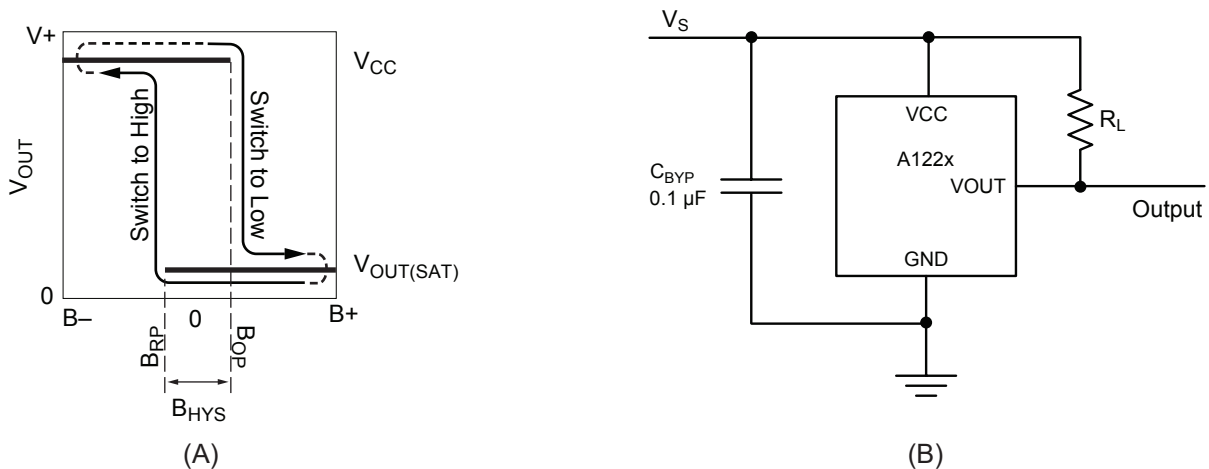 V+
VCC
Switch to High
Switch to Low
VOUT
VOUT(SAT)
0
B–
0
B+
BRP
BOP
BHYS
(A)
VS
VCC
A122x
VOUT
GND
CBYP
0.1 µF
RL
Output
(B)